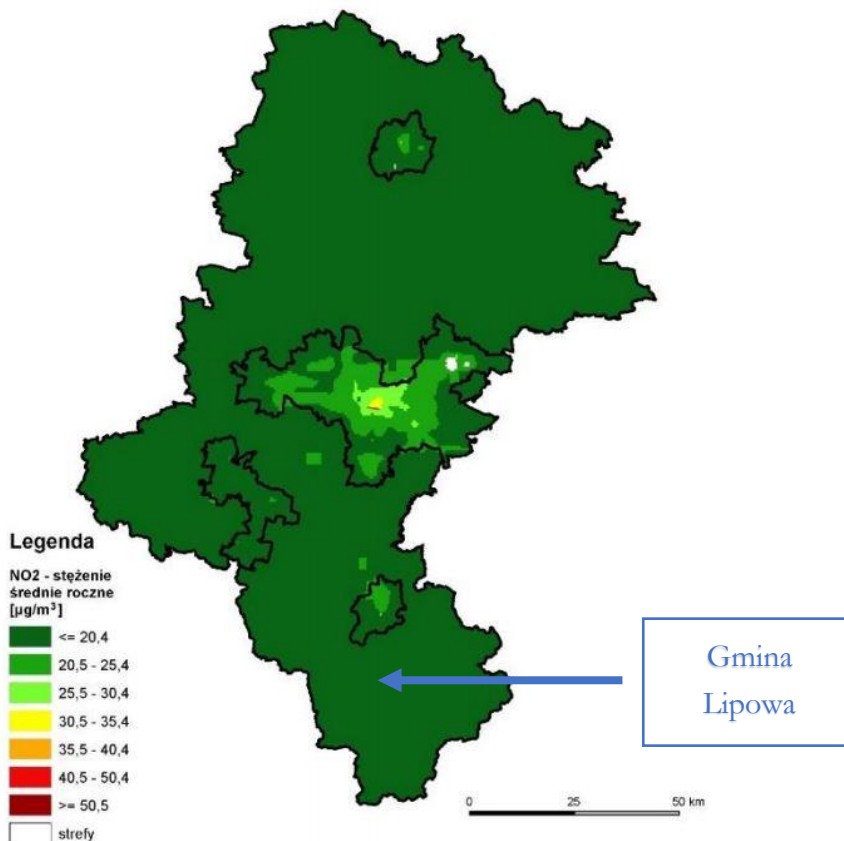 Gmina
Lipowa
Legenda
NO2 - stężenie
średnie roczne
[µg/m³]
<= 20,4
20,5 - 25,4
25,5 - 30,4
30,5 - 35,4
35,5 - 40,4
40,5 - 50,4
>= 50,5
strefy
0 25 50 km